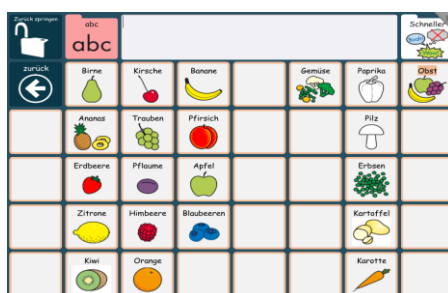 Zurück springen
abc
abc
Schneller
zurück
Birne
Kirsche
Banane
Gemüse
Paprika
Obst
Ananas
Trauben
Pfirsich
Pilz
Erdbeere
Pflaume
Apfel
Erbsen
Zitrone
Himbeere
Blaubeeren
Kartoffel
Kiwi
Orange
Karotte